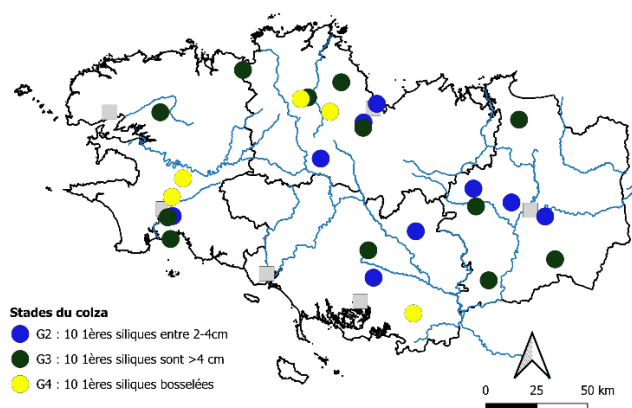 Stades du colza
G2 : 10 1ères siliques entre 2-4cm
G3 : 10 1ères siliques sont >4 cm
G4 : 10 1ères siliques bosselées
0 25 50 km